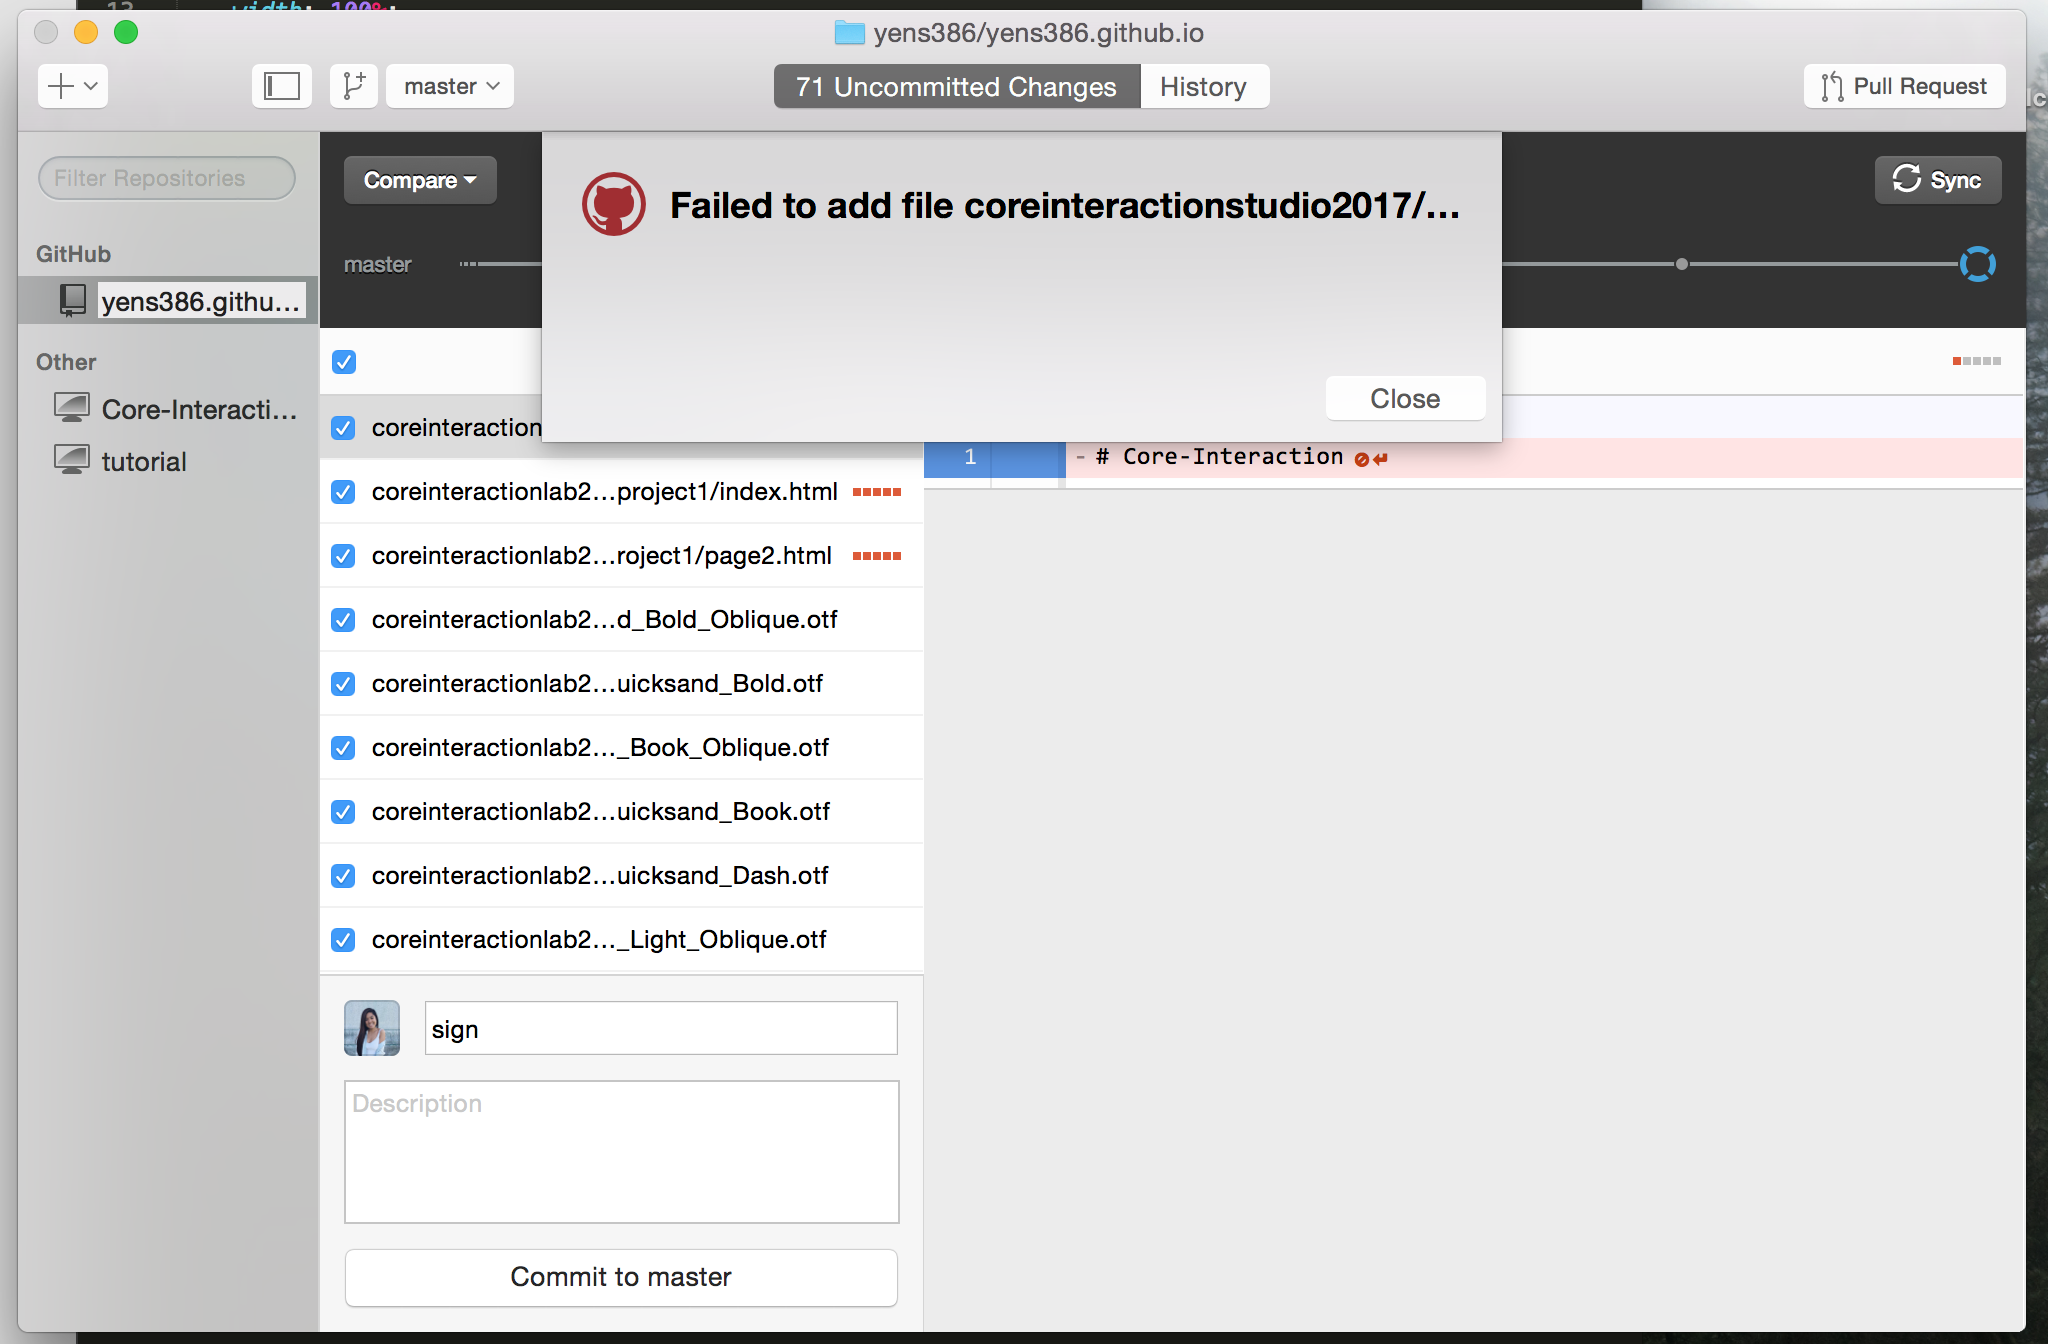 13 width: 100%;
yens386/yens386.github.io
master
71 Uncommitted Changes
History
Pull Request
Filter Repositories
Compare
Failed to add file coreinteractionstudio2017/...
Sync
GitHub
master
yens386.githu...
Close
Other
Core-Interacti...
tutorial
coreinteraction
1 - # Core-Interaction
coreinteractionlab2...project1/index.html
coreinteractionlab2...roject1/page2.html
coreinteractionlab2...d_Bold_Oblique.otf
coreinteractionlab2...uicksand_Bold.otf
coreinteractionlab2..._Book_Oblique.otf
coreinteractionlab2...uicksand_Book.otf
coreinteractionlab2...uicksand_Dash.otf
coreinteractionlab2..._Light_Oblique.otf
sign
Description
Commit to master